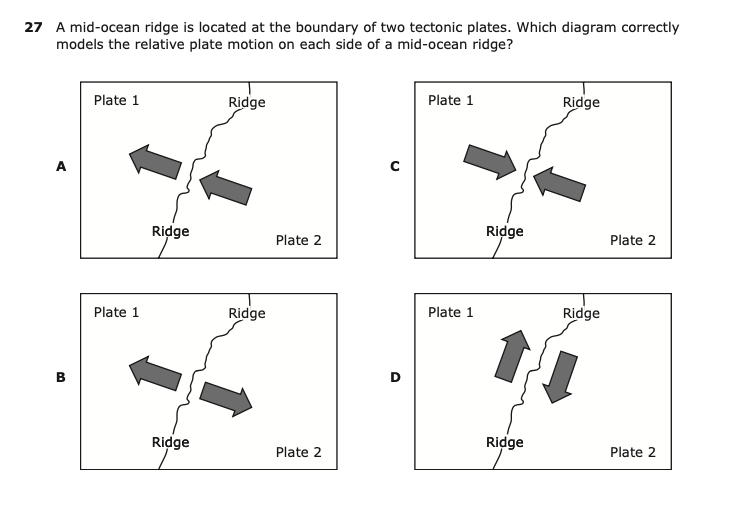 27 A mid-ocean ridge is located at the boundary of two tectonic plates. Which diagram correctly
models the relative plate motion on each side of a mid-ocean ridge?
A
Plate 1
Ridge
Ridge
Plate 2
B
Plate 1
Ridge
Ridge
Plate 2
C
Plate 1
Ridge
Ridge
Plate 2
D
Plate 1
Ridge
Ridge
Plate 2